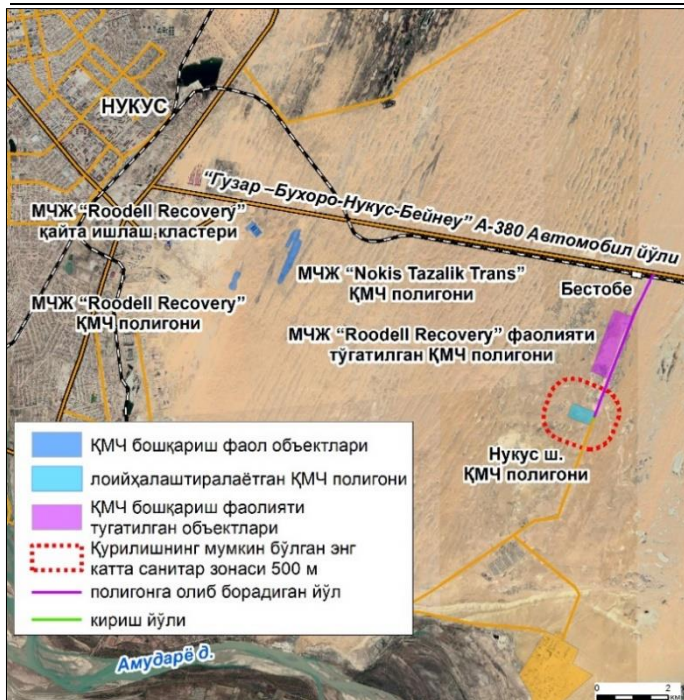 НУКУС
"Гузар –Бухоро-Нукус-Бейнеу" А-380 Автомобил йўли
МЧЖ "Roodell Recovery"
қайта ишлаш кластери
МЧЖ "Nokis Tazalik Trans"
ҚМЧ полигони
Бестобе
МЧЖ "Roodell Recovery"
ҚМЧ полигони
МЧЖ "Roodell Recovery" фаолияти
тўгатилган ҚМЧ полигони
Нукус ш.
ҚМЧ полигони
ҚМЧ бошқариш фаол объектлари
лоийҳалаштиралаётган ҚМЧ полигони
ҚМЧ бошқариш фаолияти
тугатилган объектлари
Қурилишнинг мумкин бўлган энг
катта санитар зонаси 500 м
полигонга олиб борадиган йўл
кириш йўли
Амударё д.
0 2
км